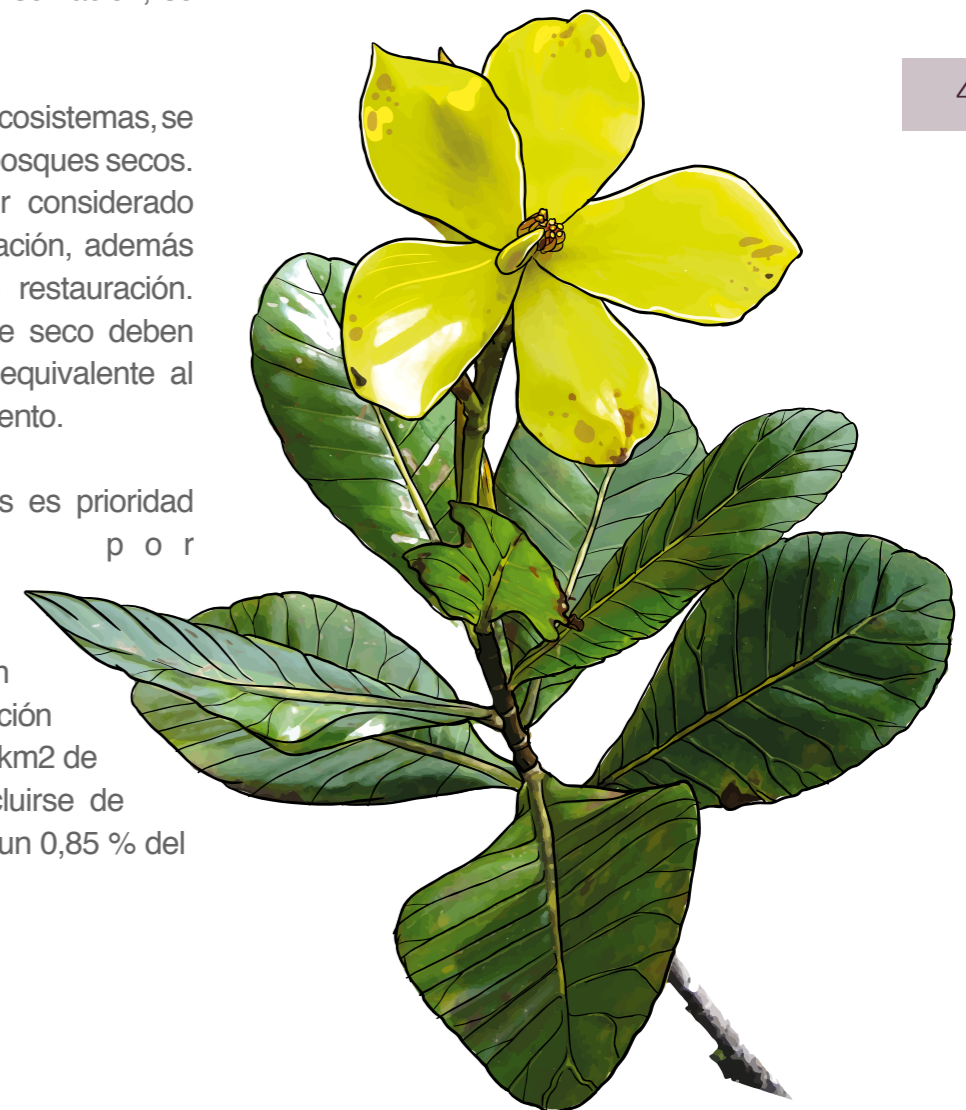 cosistemas, se
bosques secos.
r considerado
ación, además
restauración.
e seco deben
equivalente al
ento.
s es prioridad
p o r
n
ción
km2 de
cluirse de
un 0,85 % del